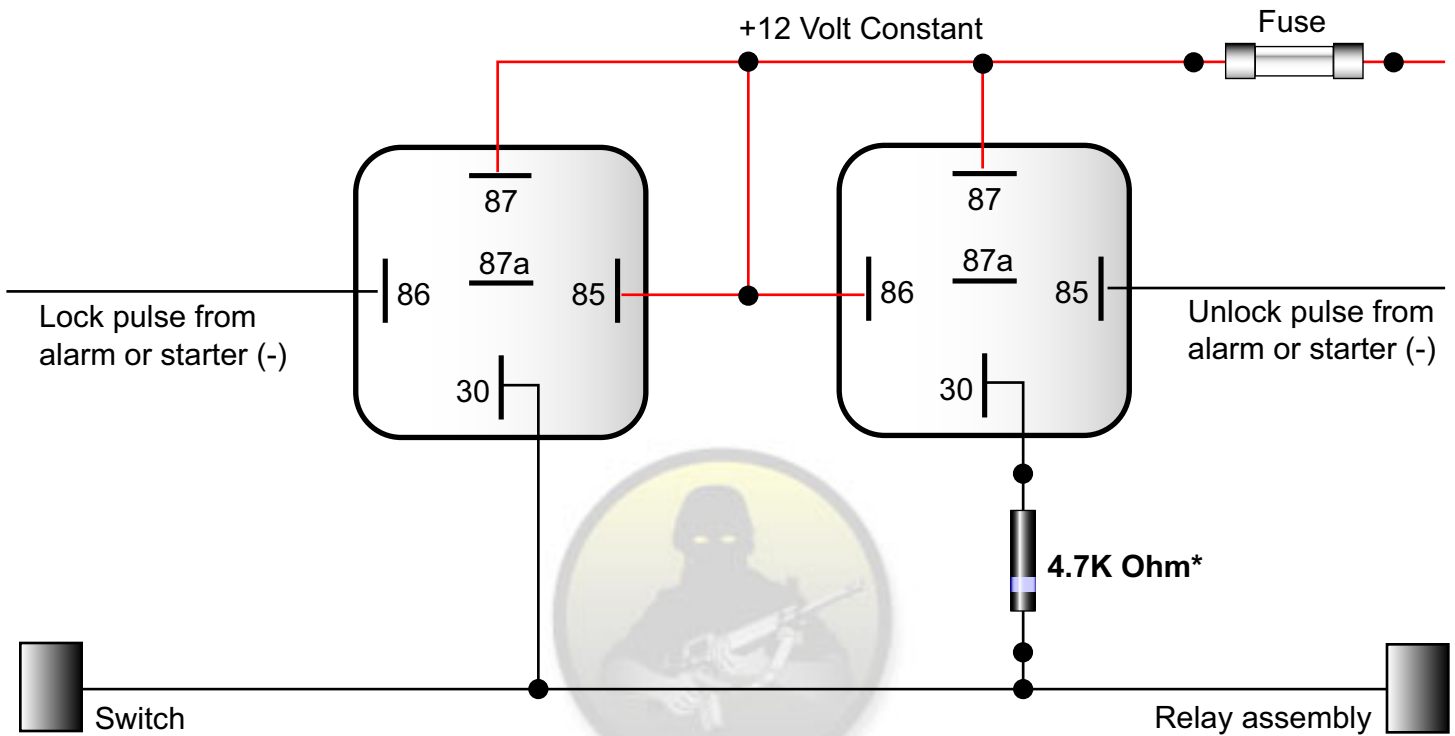 +12 Volt Constant
Fuse
87
87
87a
87a
86
85
86
85
Lock pulse from
alarm or starter (-)
Unlock pulse from
alarm or starter (-)
30
30
4.7K Ohm*
Switch
Relay assembly